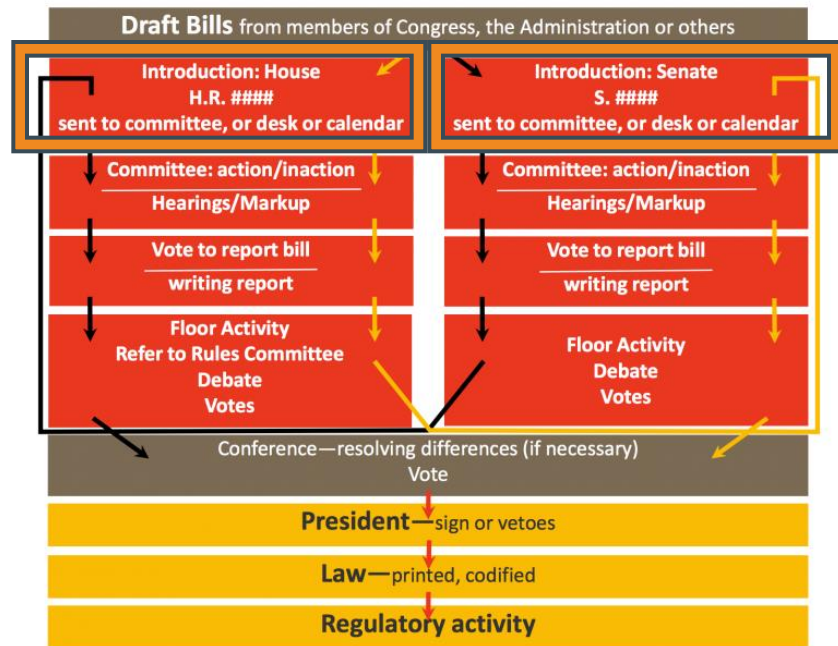 Draft Bills from members of Congress, the Administration or others
Introduction: House
H.R. ####
sent to committee, or desk or calendar
Introduction: Senate
S. ####
sent to committee, or desk or calendar
Committee: action/inaction
Hearings/Markup
Committee: action/inaction
Hearings/Markup
Vote to report bill
writing report
Vote to report bill
writing report
Floor Activity
Refer to Rules Committee
Debate
Votes
Floor Activity
Debate
Votes
Conference—resolving differences (if necessary)
Vote
President—sign or vetoes
Law—printed, codified
Regulatory activity